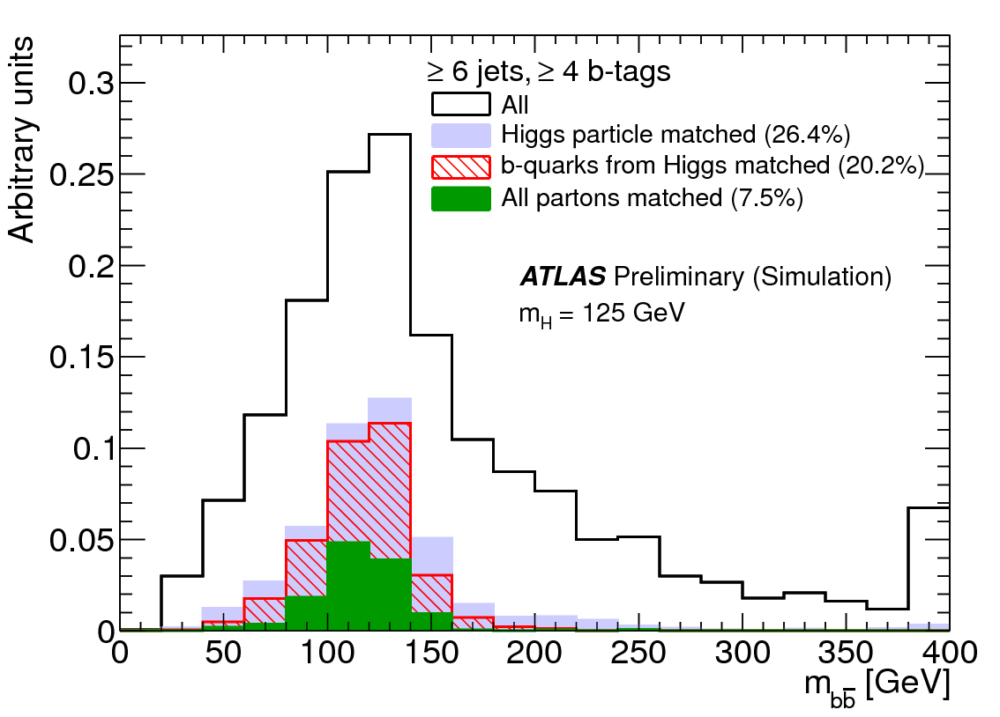 Arbitrary units
≥ 6 jets, ≥ 4 b-tags
All
Higgs particle matched (26.4%)
b-quarks from Higgs matched (20.2%)
All partons matched (7.5%)
ATLAS Preliminary (Simulation)
m_H = 125 GeV
0.3
0.25
0.2
0.15
0.1
0.05
0
0 50 100 150 200 250 300 350 400
m_bb̅ [GeV]